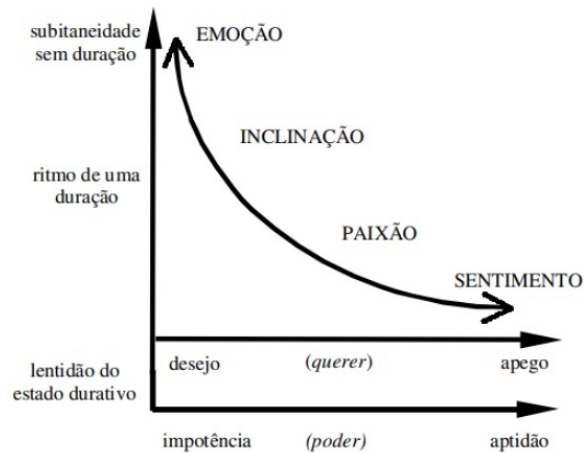 subitaneidade
sem duração
EMOÇÃO
INCLINAÇÃO
ritmo de uma
duração
PAIXÃO
SENTIMENTO
desejo (querer) apego
lentidão do
estado durativo
impotência (poder) aptidão